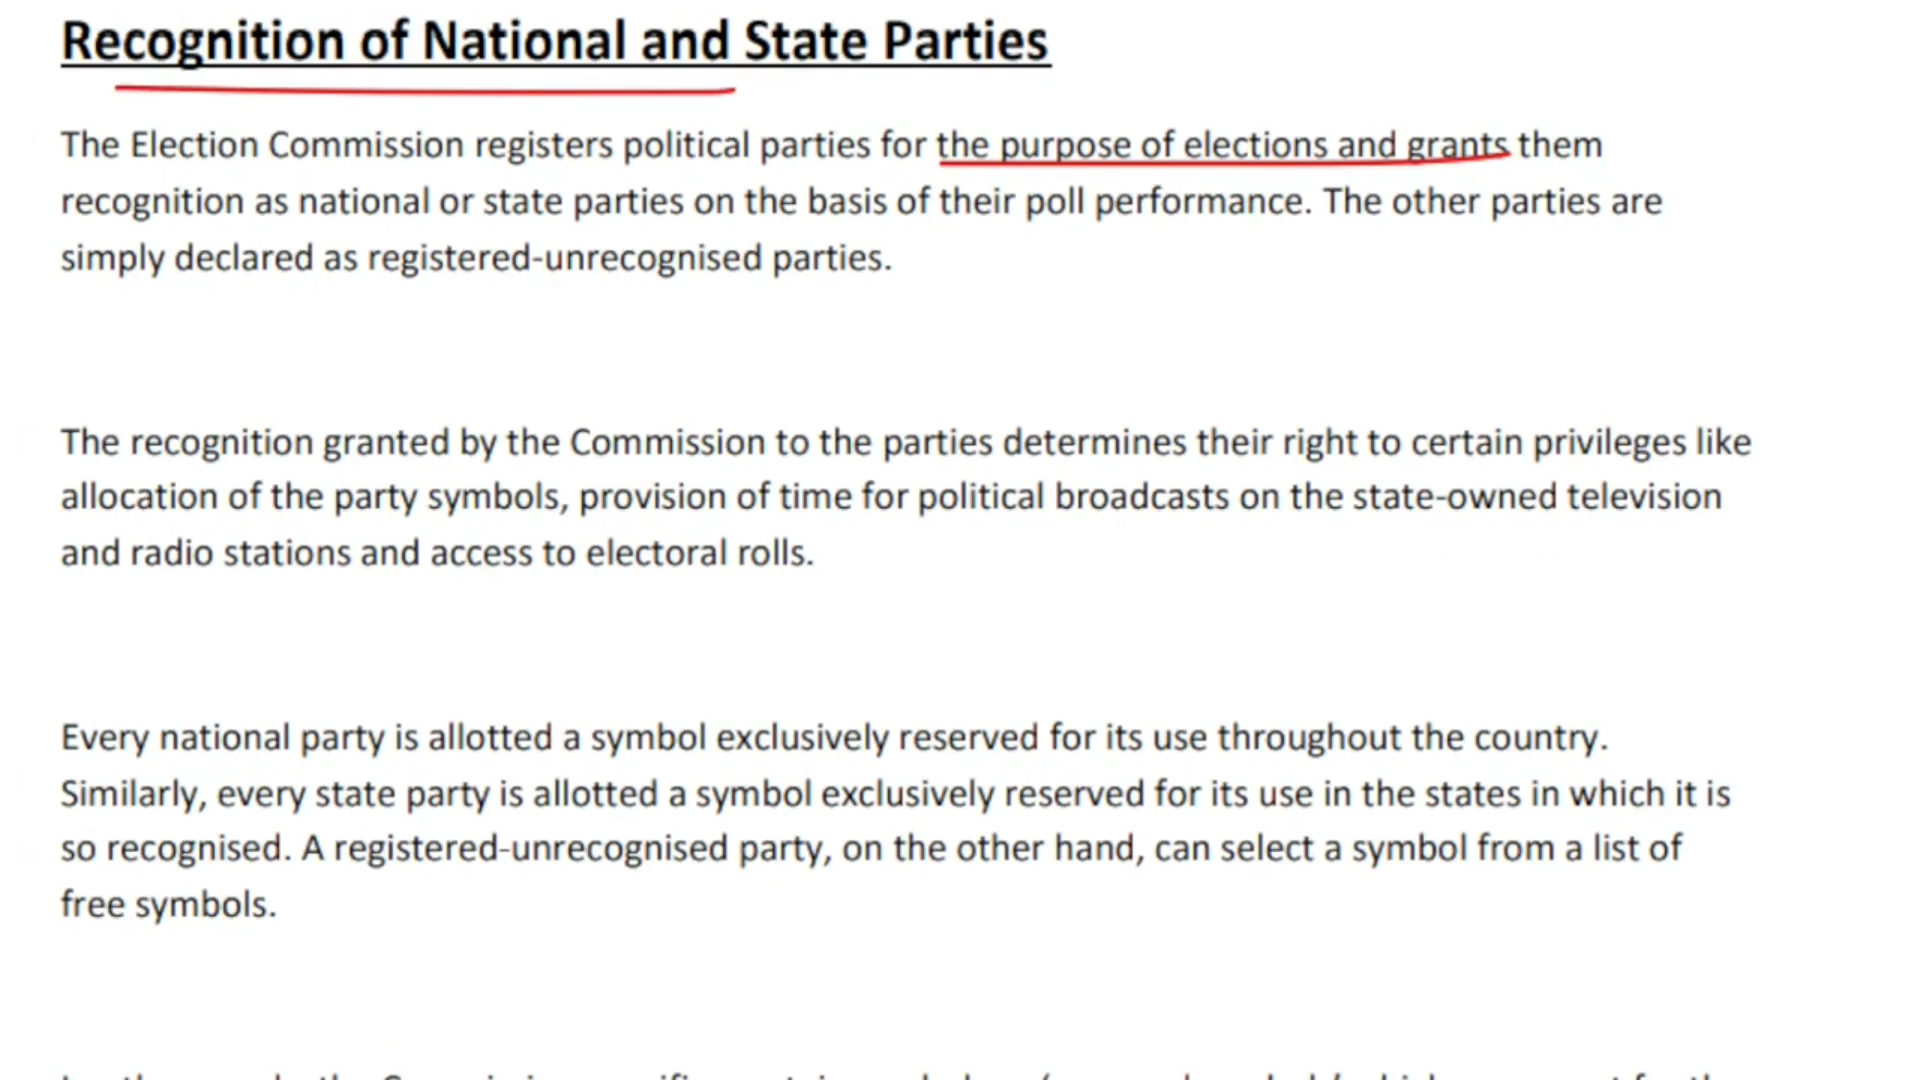 Recognition of National and State Parties
The Election Commission registers political parties for the purpose of elections and grants them
recognition as national or state parties on the basis of their poll performance. The other parties are
simply declared as registered-unrecognised parties.
The recognition granted by the Commission to the parties determines their right to certain privileges like
allocation of the party symbols, provision of time for political broadcasts on the state-owned television
and radio stations and access to electoral rolls.
Every national party is allotted a symbol exclusively reserved for its use throughout the country.
Similarly, every state party is allotted a symbol exclusively reserved for its use in the states in which it is
so recognised. A registered-unrecognised party, on the other hand, can select a symbol from a list of
free symbols.